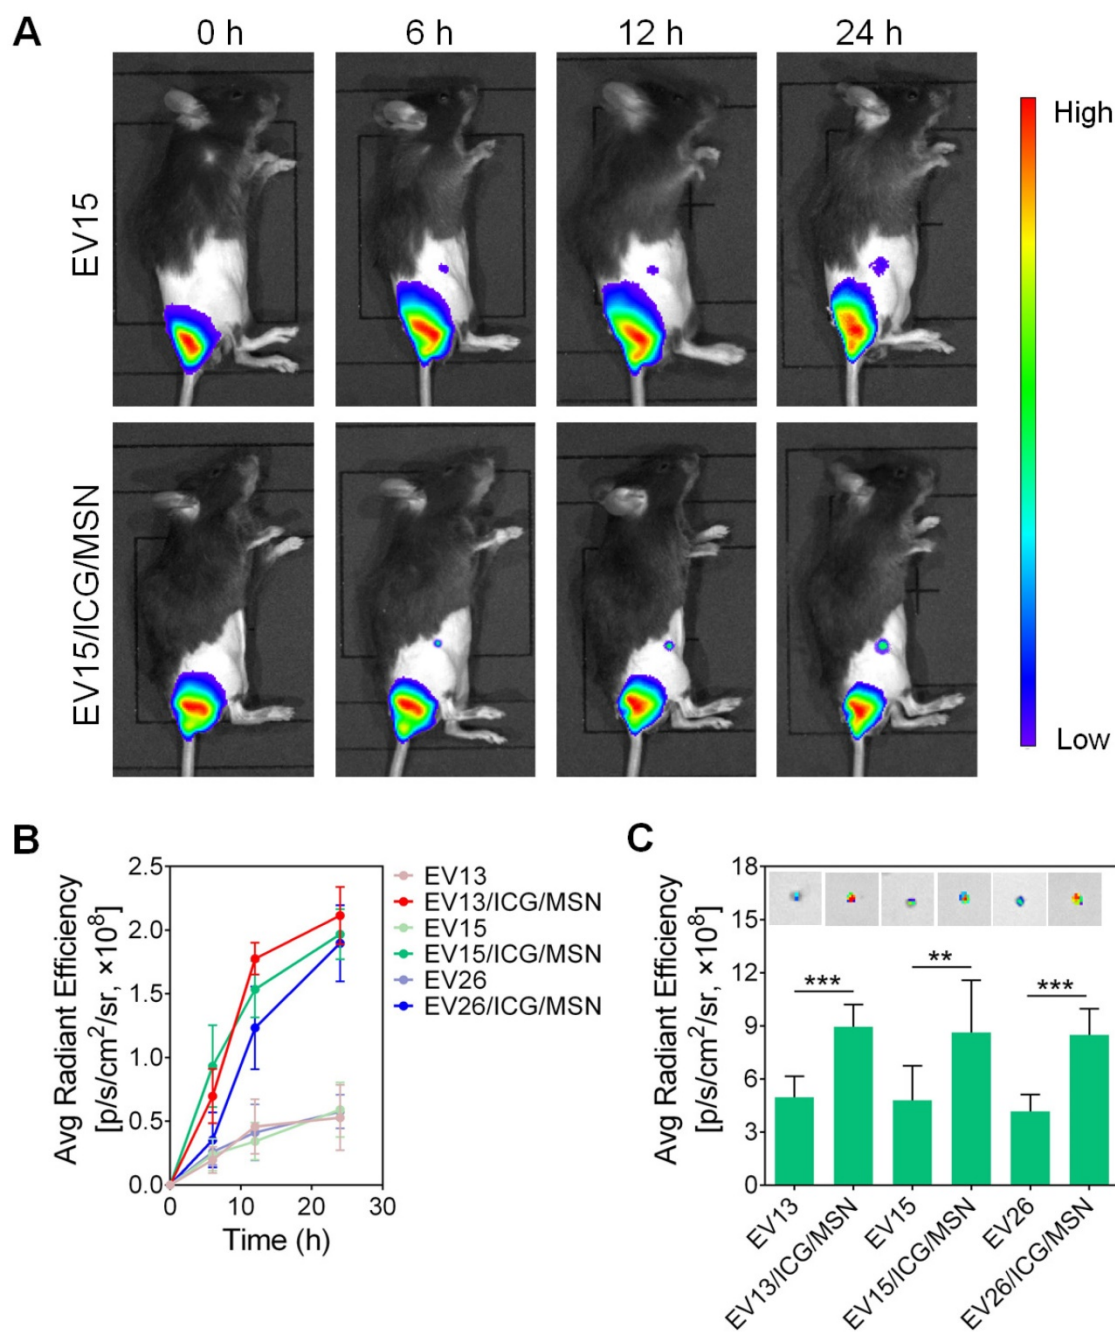 A
0 h
6 h
12 h
24 h
EV15
High
Low
EV15/ICG/MSN
B
Avg Radiant Efficiency
[p/s/cm²/sr, ×10⁸]
2.5
2.0
1.5
1.0
0.5
0.0
0
10
20
30
Time (h)
EV13
EV13/ICG/MSN
EV15
EV15/ICG/MSN
EV26
EV26/ICG/MSN
C
Avg Radiant Efficiency
[p/s/cm²/sr, ×10⁸]
18
15
12
9
6
3
0
***
**
***
EV13
EV13/ICG/MSN
EV15
EV15/ICG/MSN
EV26
EV26/ICG/MSN